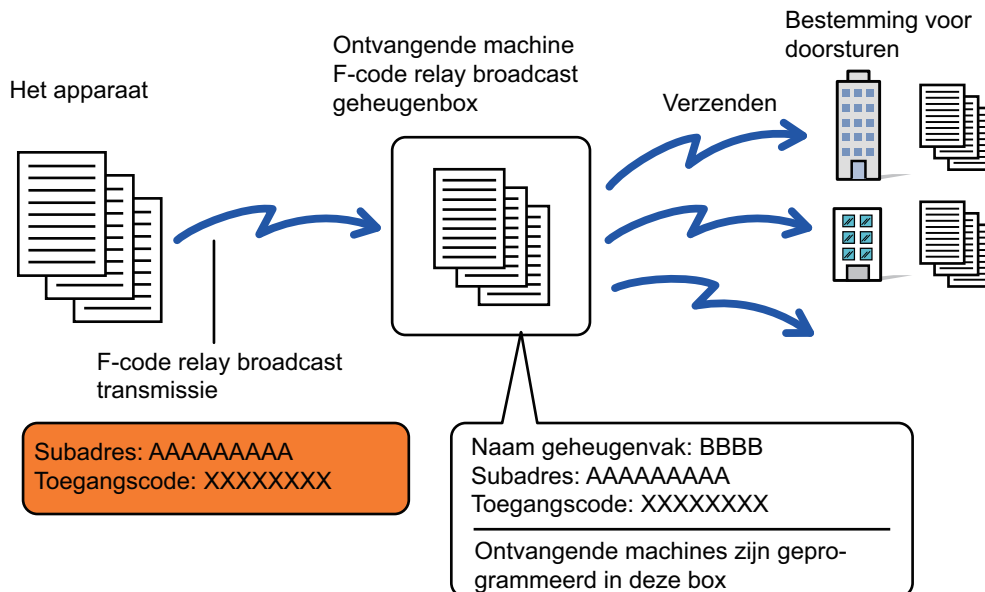 Het apparaat
Ontvangende machine
F-code relay broadcast
geheugenbox
Verzenden
Bestemming voor
doorsturen
F-code relay broadcast
transmissie
Subadres: AAAAAAAAA
Toegangscode: XXXXXXXX
Naam geheugenvak: BBBB
Subadres: AAAAAAAAA
Toegangscode: XXXXXXXX
Ontvangende machines zijn gepro-
grammeerd in deze box